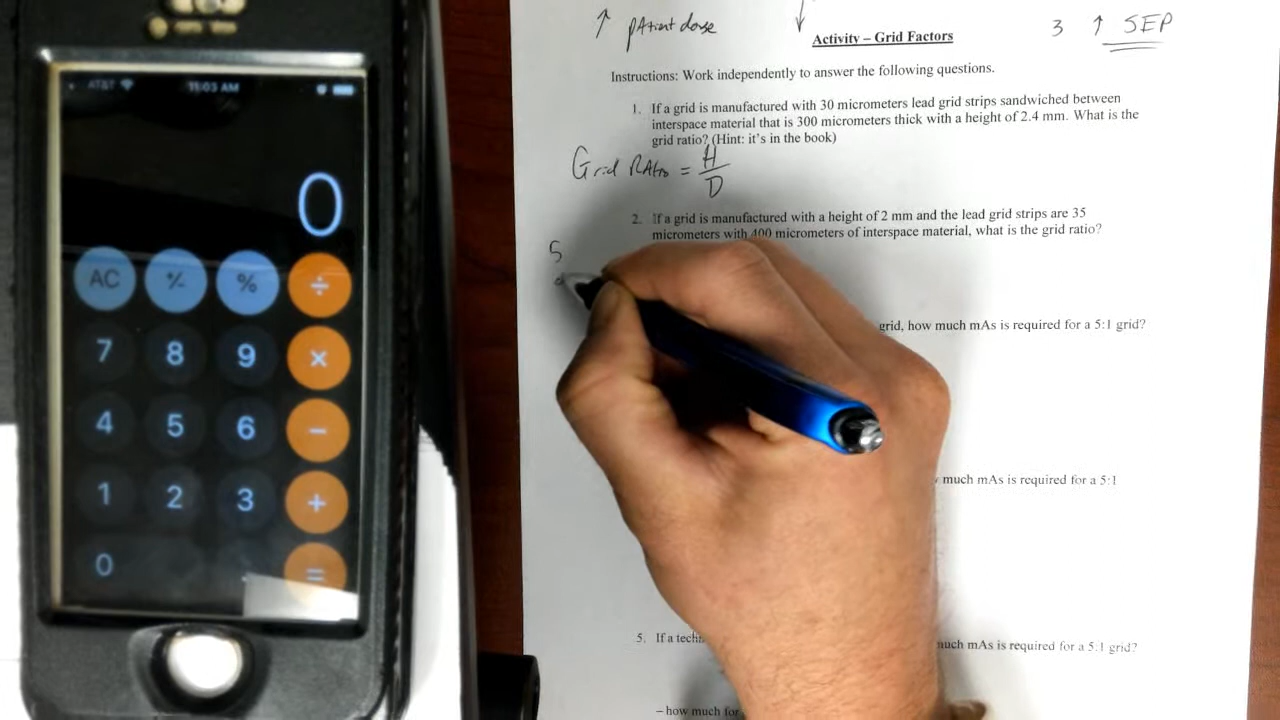 AT&T 11:03 AM
0
AC +/- % ÷
7 8 9 ×
4 5 6 −
1 2 3 +
0 =
↑ patient dose ↓ 3 ↑ SEP
Activity – Grid Factors
Instructions: Work independently to answer the following questions.
1. If a grid is manufactured with 30 micrometers lead grid strips sandwiched between
interspace material that is 300 micrometers thick with a height of 2.4 mm. What is the
grid ratio? (Hint: it's in the book)
Grid Ratio = H
D
2. If a grid is manufactured with a height of 2 mm and the lead grid strips are 35
micrometers with 400 micrometers of interspace material, what is the grid ratio?
5
grid, how much mAs is required for a 5:1 grid?
much mAs is required for a 5:1
5. If a tech much mAs is required for a 5:1 grid?
– how much for